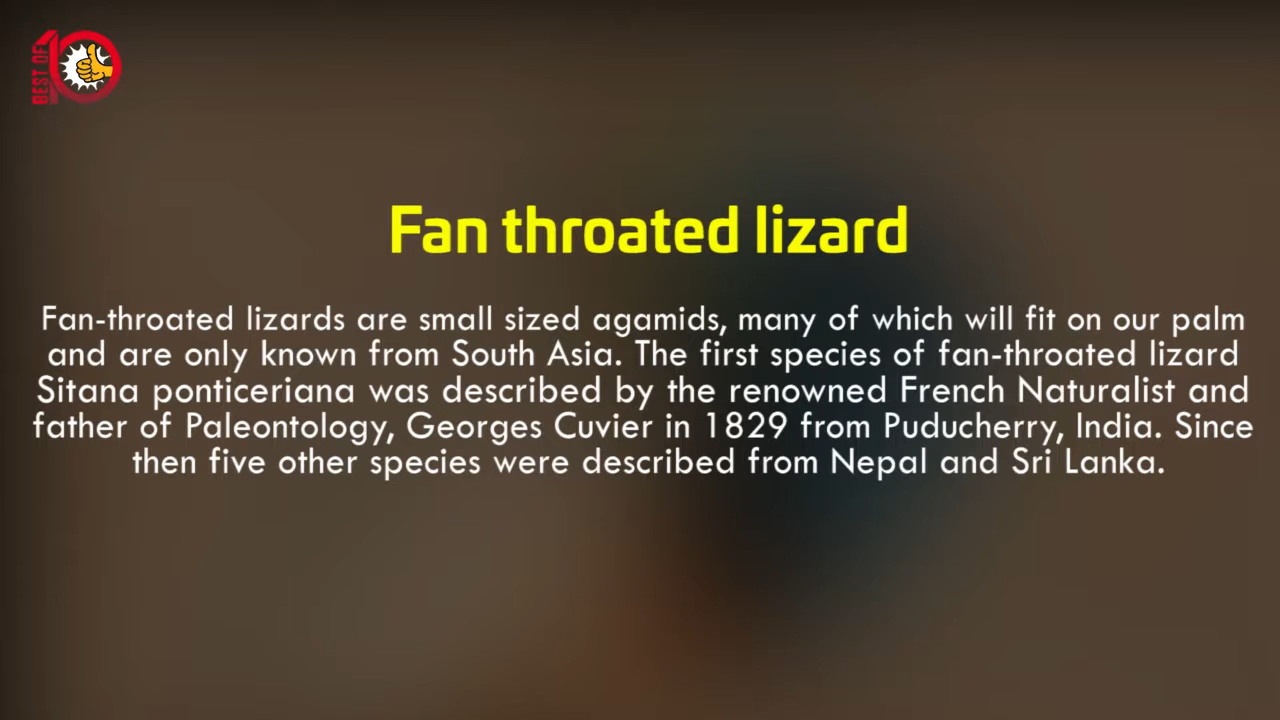 BEST OF 10
Fan throated lizard
Fan-throated lizards are small sized agamids, many of which will fit on our palm
and are only known from South Asia. The first species of fan-throated lizard
Sitana ponticeriana was described by the renowned French Naturalist and
father of Paleontology, Georges Cuvier in 1829 from Puducherry, India. Since
then five other species were described from Nepal and Sri Lanka.